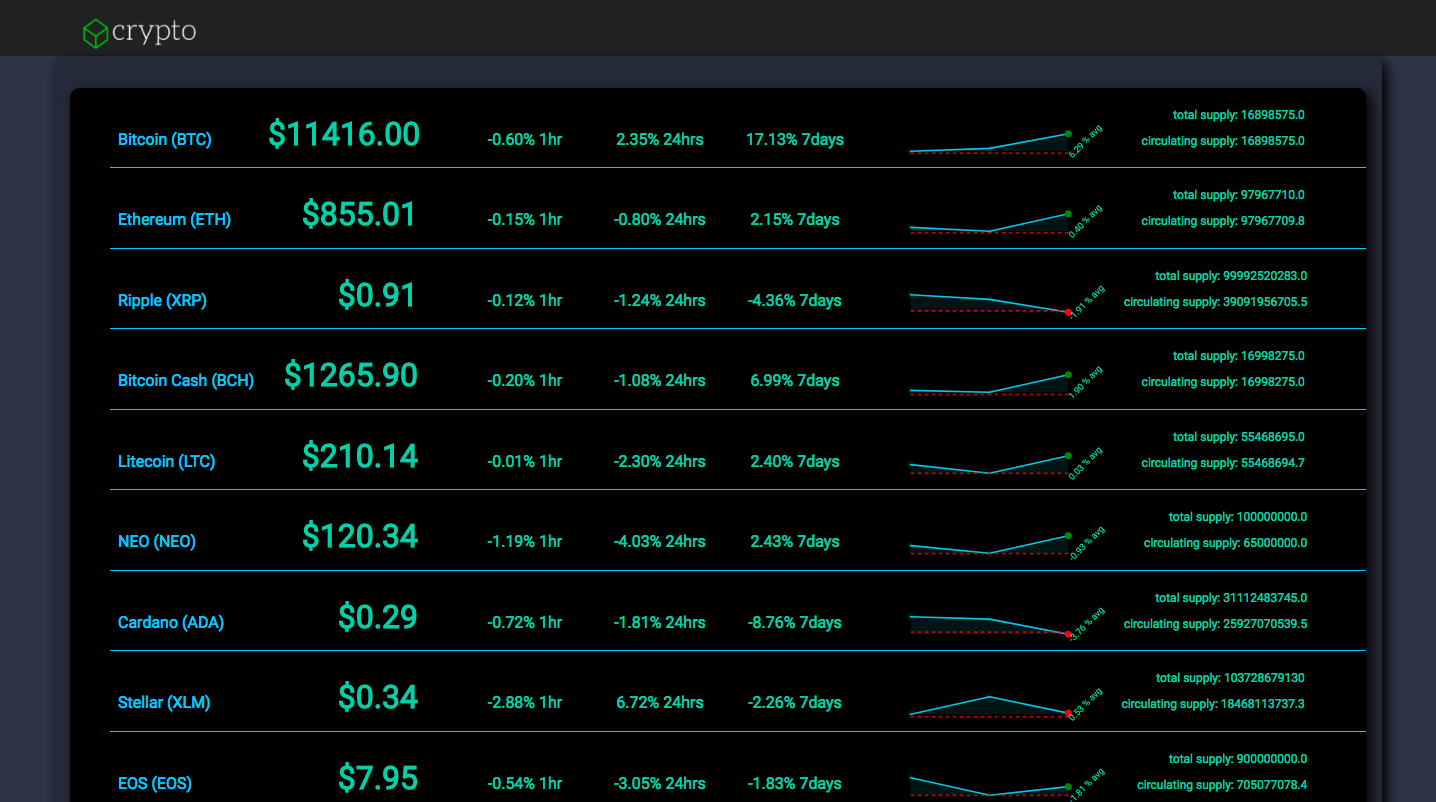 crypto
Bitcoin (BTC) $11416.00 -0.60% 1hr 2.35% 24hrs 17.13% 7days 6.29 % avg total supply: 16898575.0
circulating supply: 16898575.0
Ethereum (ETH) $855.01 -0.15% 1hr -0.80% 24hrs 2.15% 7days 0.40 % avg total supply: 97967710.0
circulating supply: 97967709.8
Ripple (XRP) $0.91 -0.12% 1hr -1.24% 24hrs -4.36% 7days -1.91 % avg total supply: 99992520283.0
circulating supply: 39091956705.5
Bitcoin Cash (BCH) $1265.90 -0.20% 1hr -1.08% 24hrs 6.99% 7days 1.90 % avg total supply: 16998275.0
circulating supply: 16998275.0
Litecoin (LTC) $210.14 -0.01% 1hr -2.30% 24hrs 2.40% 7days 0.03 % avg total supply: 55468695.0
circulating supply: 55468694.7
NEO (NEO) $120.34 -1.19% 1hr -4.03% 24hrs 2.43% 7days -0.93 % avg total supply: 100000000.0
circulating supply: 65000000.0
Cardano (ADA) $0.29 -0.72% 1hr -1.81% 24hrs -8.76% 7days -3.76 % avg total supply: 31112483745.0
circulating supply: 25927070539.5
Stellar (XLM) $0.34 -2.88% 1hr 6.72% 24hrs -2.26% 7days 0.53 % avg total supply: 103728679130
circulating supply: 18468113737.3
EOS (EOS) $7.95 -0.54% 1hr -3.05% 24hrs -1.83% 7days -1.81 % avg total supply: 900000000.0
circulating supply: 705077078.4